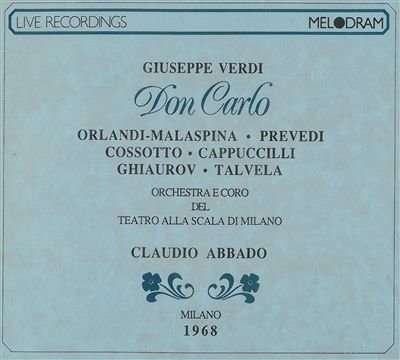 LIVE RECORDINGS MELODRAM
GIUSEPPE VERDI
Don Carlo
ORLANDI-MALASPINA • PREVEDI
COSSOTTO • CAPPUCCILLI
GHIAUROV • TALVELA
ORCHESTRA E CORO
DEL
TEATRO ALLA SCALA DI MILANO
CLAUDIO ABBADO
MILANO
1968